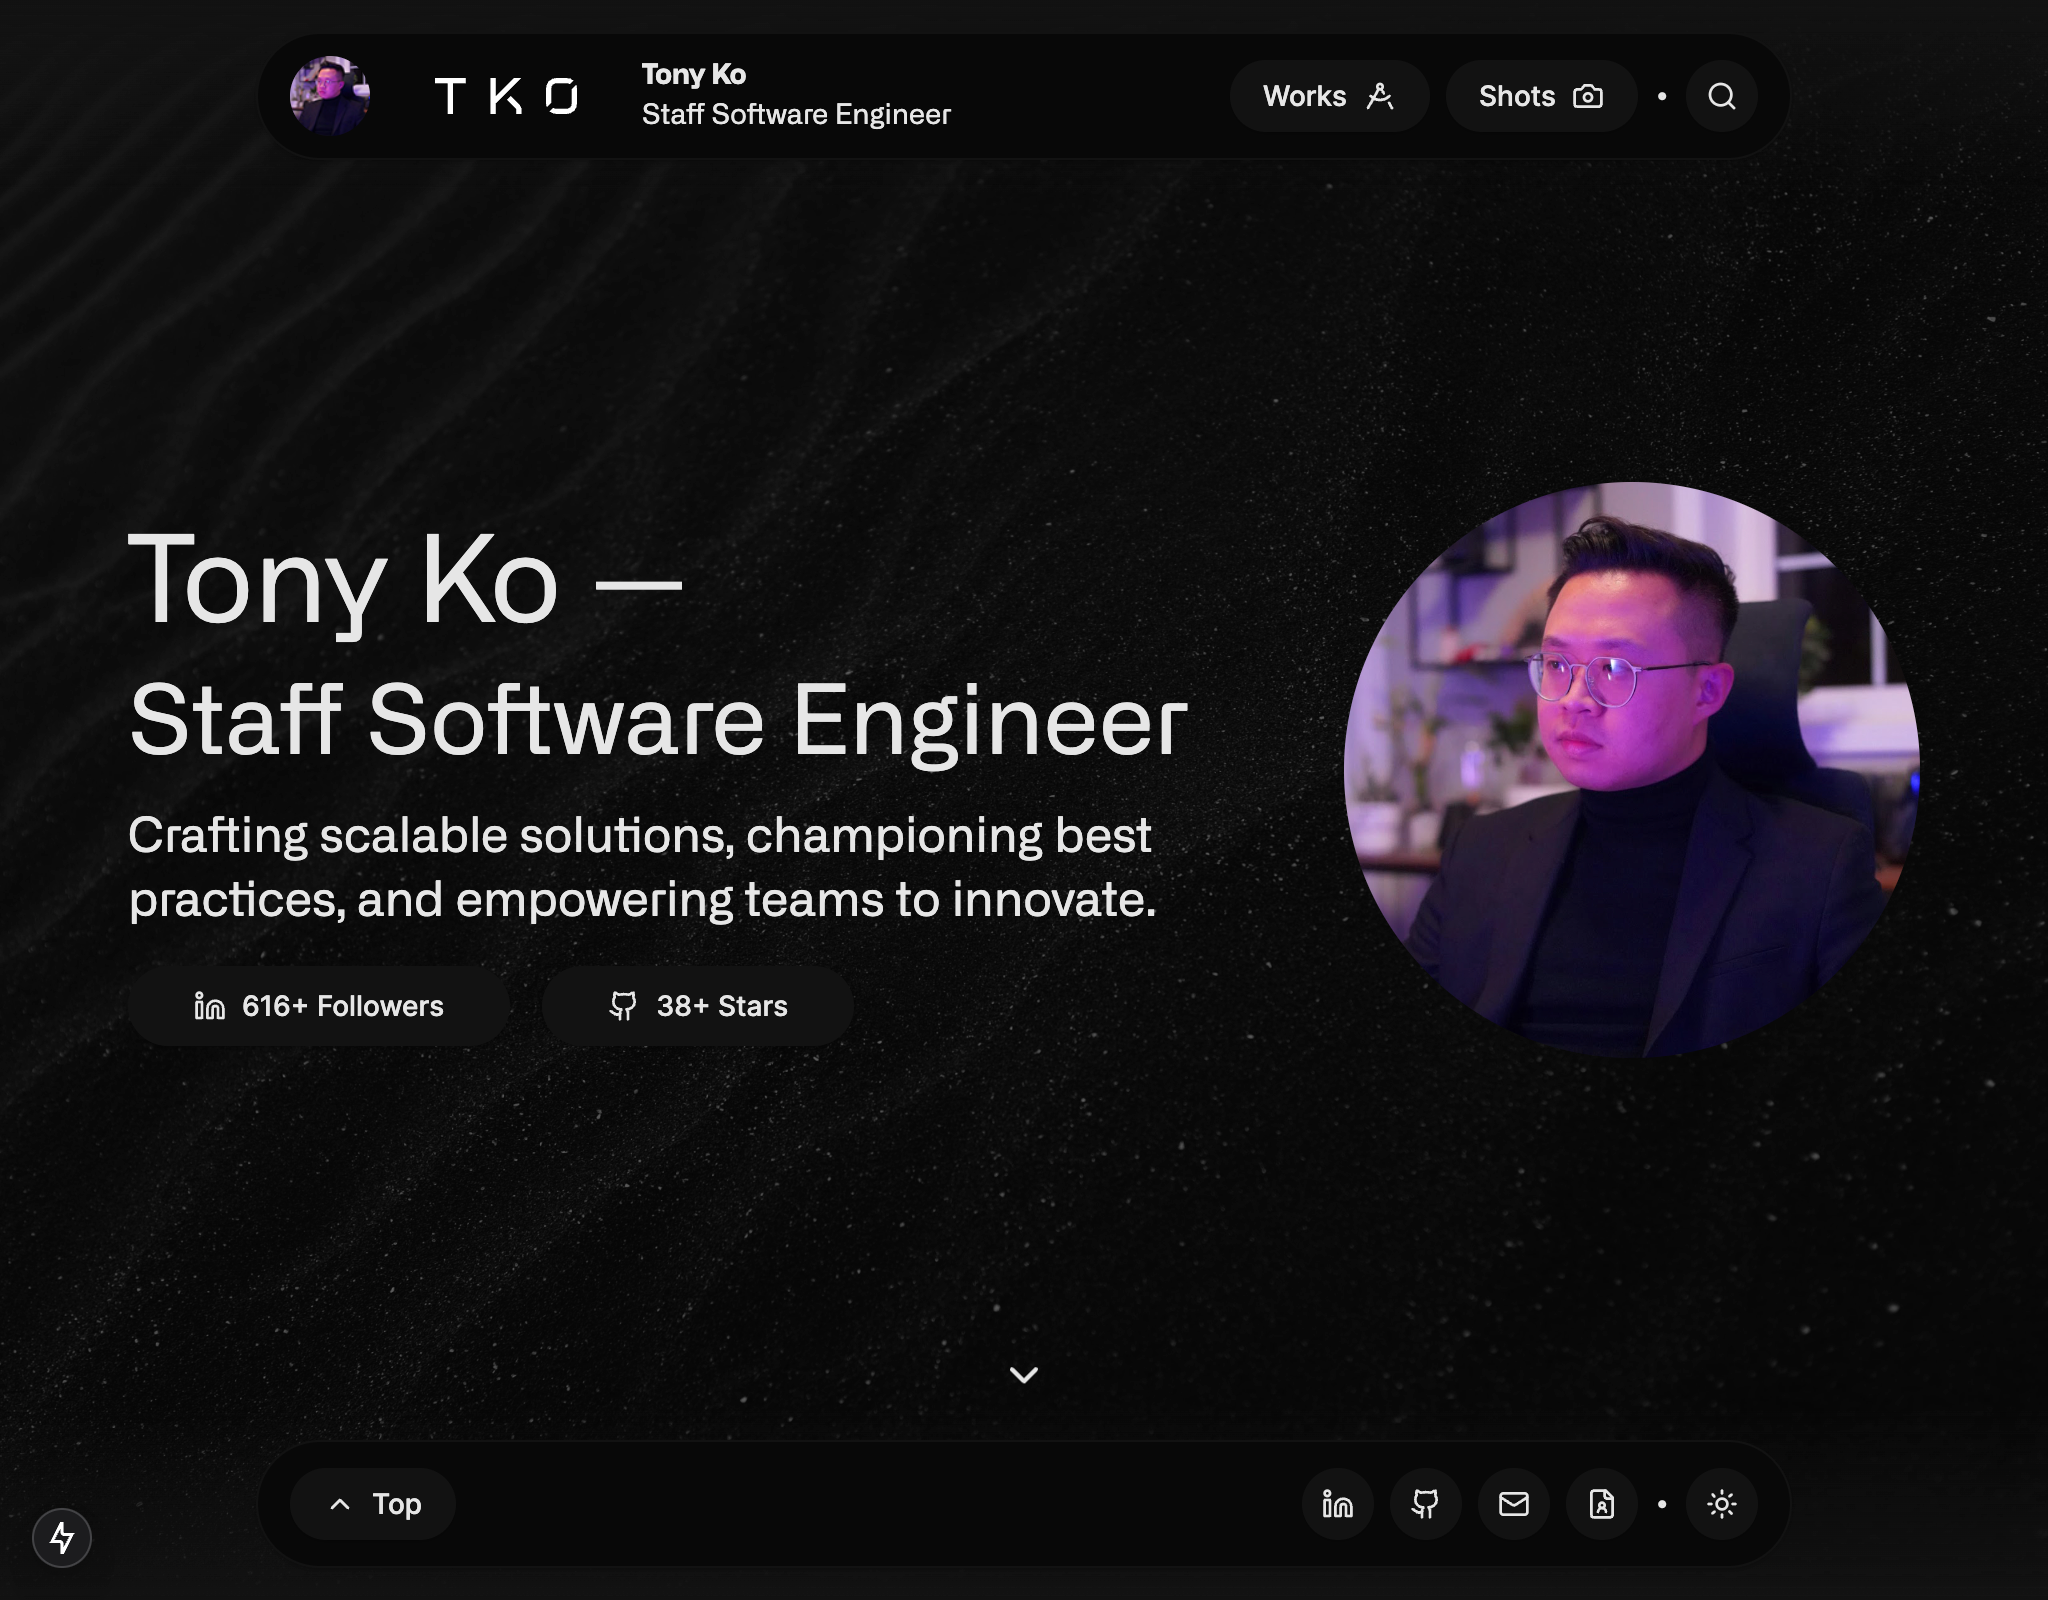 T K O
Tony Ko
Staff Software Engineer
Works
Shots
Tony Ko —
Staff Software Engineer
Crafting scalable solutions, championing best
practices, and empowering teams to innovate.
616+ Followers
38+ Stars
Top